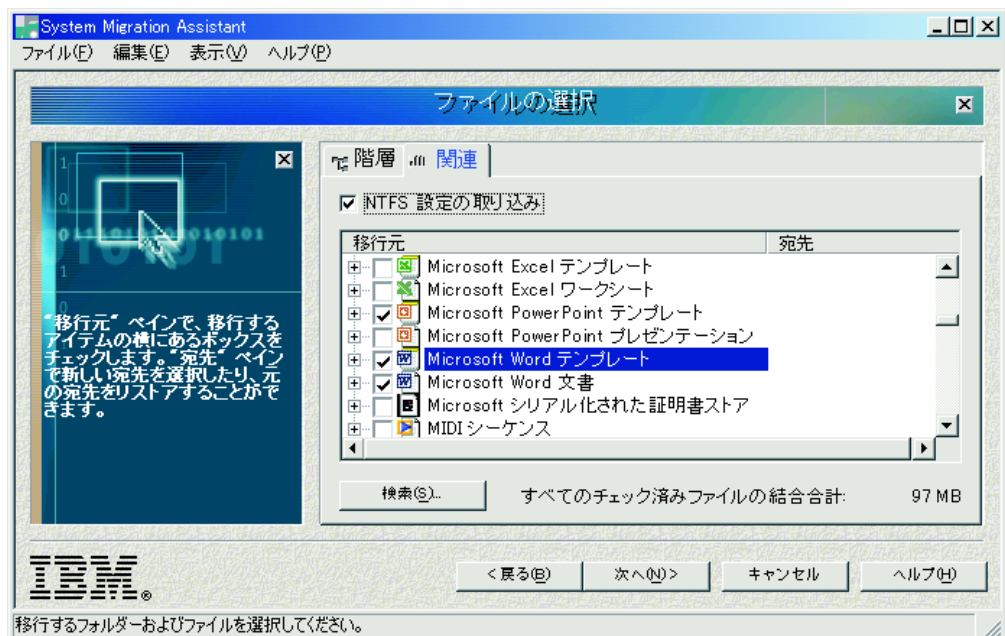 System Migration Assistant
ファイル(F) 編集(E) 表示(V) ヘルプ(P)
ファイルの選択
階層 関連
NTFS 設定の取り込み
移行元 宛先
Microsoft Excel テンプレート
Microsoft Excel ワークシート
Microsoft PowerPoint テンプレート
Microsoft PowerPoint プレゼンテーション
Microsoft Word テンプレート
Microsoft Word 文書
Microsoft シリアル化された証明書ストア
MIDI シーケンス
"移行元" ペインで、移行する
アイテムの横にあるボックスを
チェックします。"宛先" ペイン
で新しい宛先を選択したり、元
の宛先をリストアすることがで
きます。
検索(S)... すべてのチェック済みファイルの結合合計: 97 MB
IBM®
<戻る(B) 次へ(N)> キャンセル ヘルプ(H)
移行するフォルダーおよびファイルを選択してください。